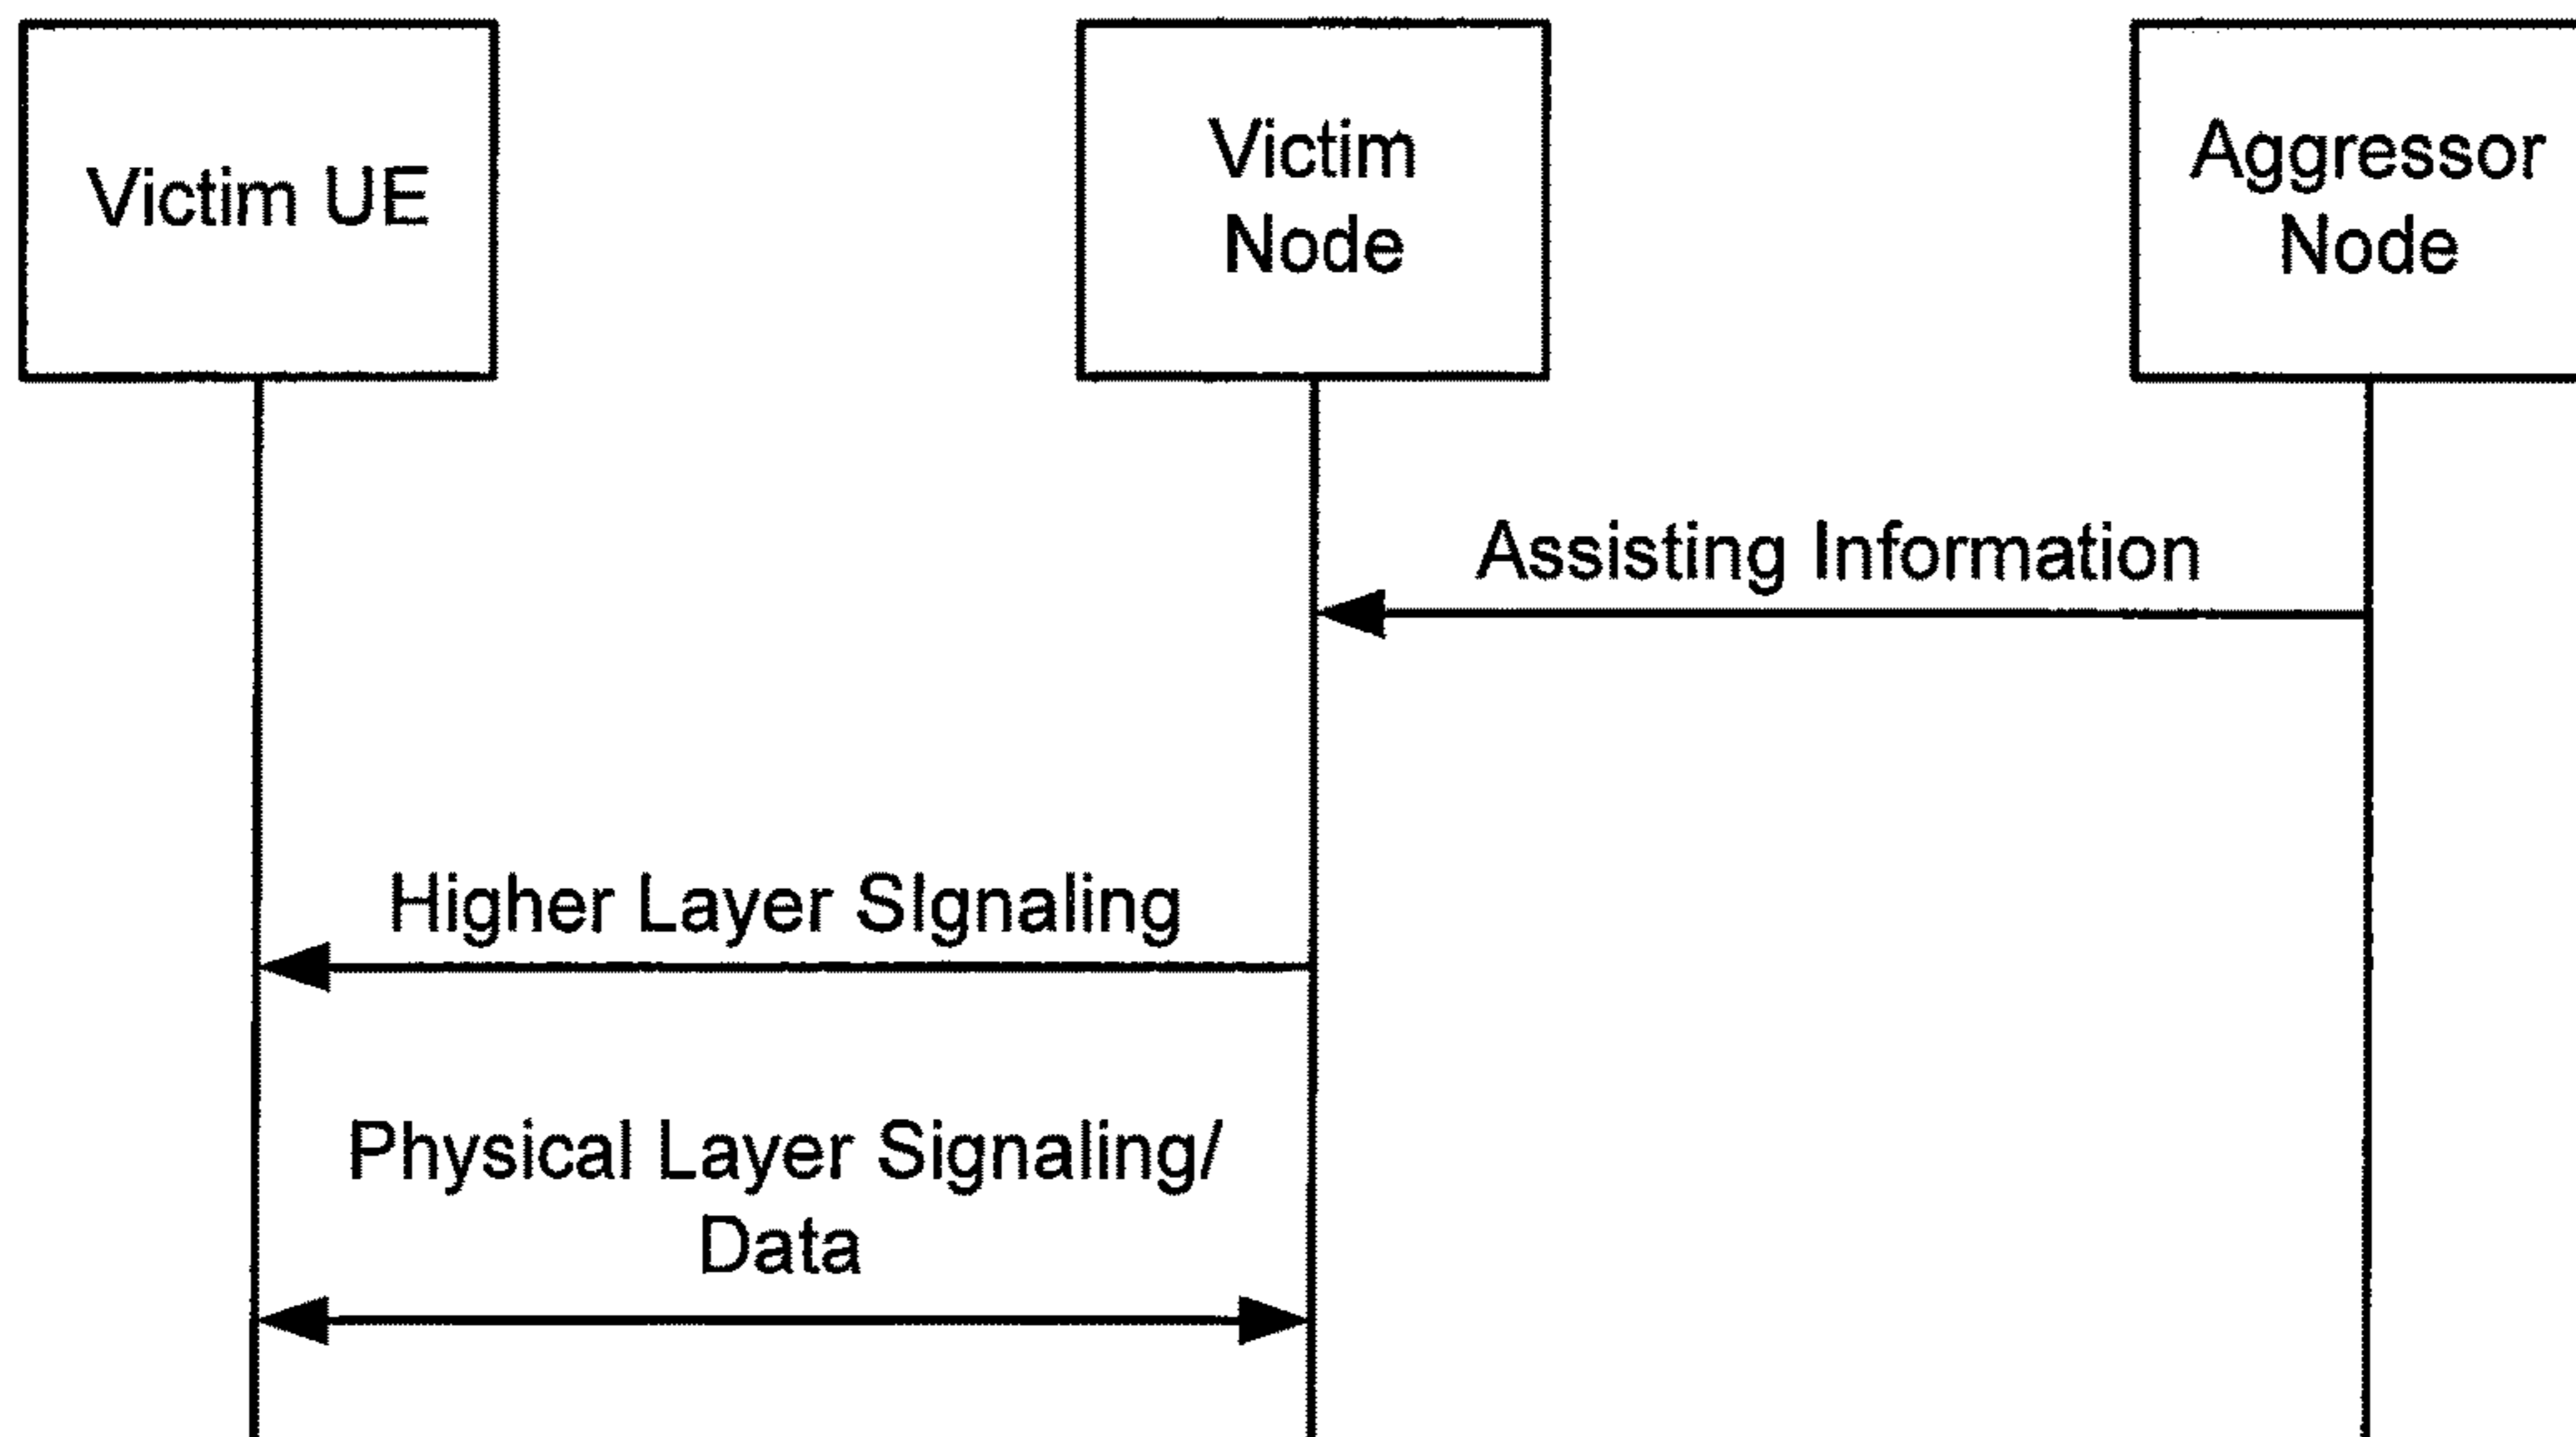 Victim UE
Victim
Node
Aggressor
Node
Assisting Information
Higher Layer SIgnaling
Physical Layer Signaling/
Data